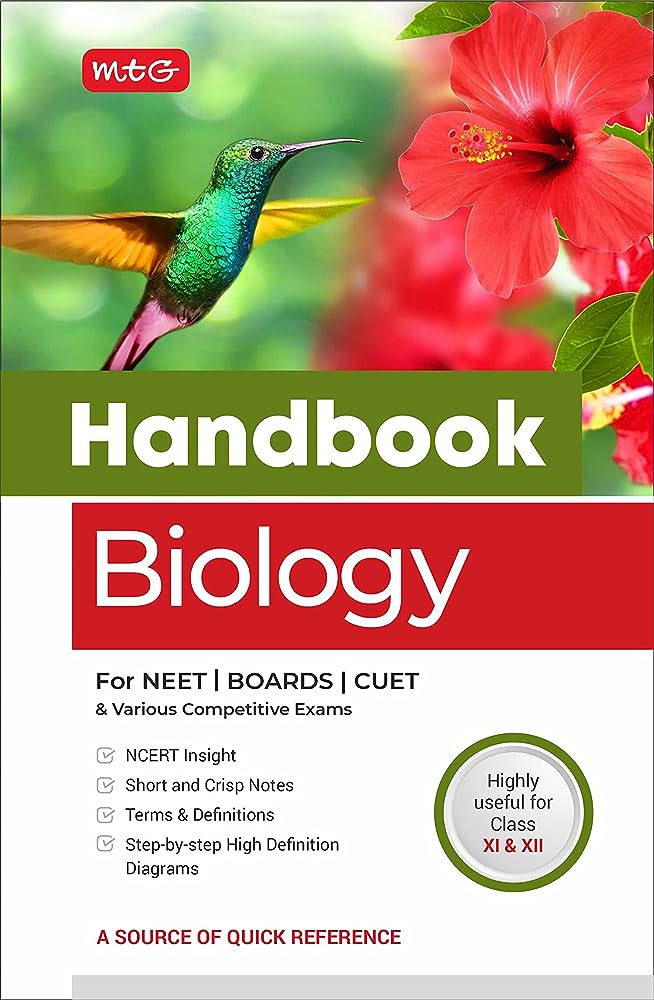 mtG
Handbook
Biology
For NEET | BOARDS | CUET
& Various Competitive Exams
NCERT Insight
Short and Crisp Notes
Terms & Definitions
Step-by-step High Definition
Diagrams
Highly
useful for
Class
XI & XII
A SOURCE OF QUICK REFERENCE